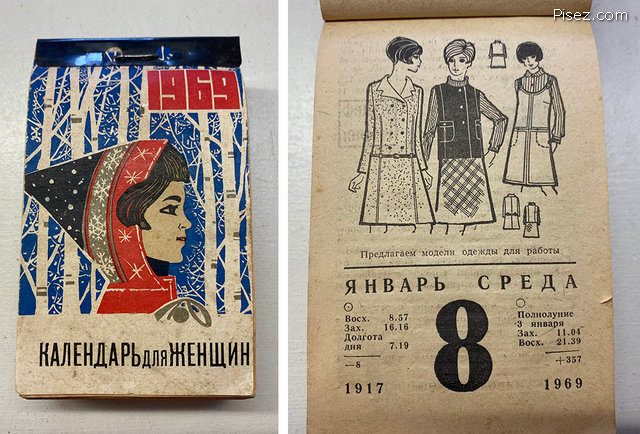 Pisez.com
1969
КАЛЕНДАРЬ для ЖЕНЩИН
Предлагаем модели одежды для работы
ЯНВАРЬ СРЕДА
Восх. 8.57
Зах. 16.16
Долгота
дня 7.19
—8
1917
8
Полнолуние
3 января
Зах. 11.04
Восх. 21.39
+357
1969